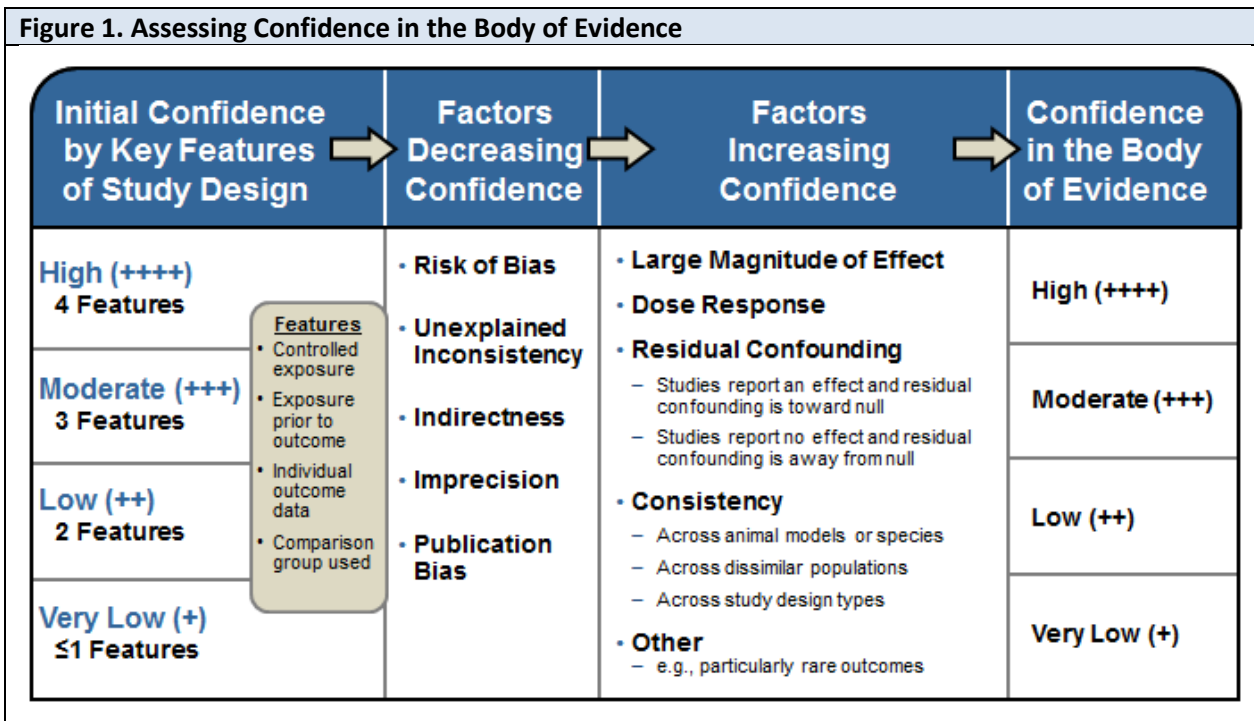 Figure 1. Assessing Confidence in the Body of Evidence
Initial Confidence
by Key Features
of Study Design
Factors
Decreasing
Confidence
Factors
Increasing
Confidence
Confidence
in the Body
of Evidence
High (++++)
4 Features
Moderate (+++)
3 Features
Low (++)
2 Features
Very Low (+)
≤1 Features
Features
• Controlled
exposure
• Exposure
prior to
outcome
• Individual
outcome
data
• Comparison
group used
• Risk of Bias
• Unexplained
Inconsistency
• Indirectness
• Imprecision
• Publication
Bias
• Large Magnitude of Effect
• Dose Response
• Residual Confounding
– Studies report an effect and residual
confounding is toward null
– Studies report no effect and residual
confounding is away from null
• Consistency
– Across animal models or species
– Across dissimilar populations
– Across study design types
• Other
– e.g., particularly rare outcomes
High (++++)
Moderate (+++)
Low (++)
Very Low (+)